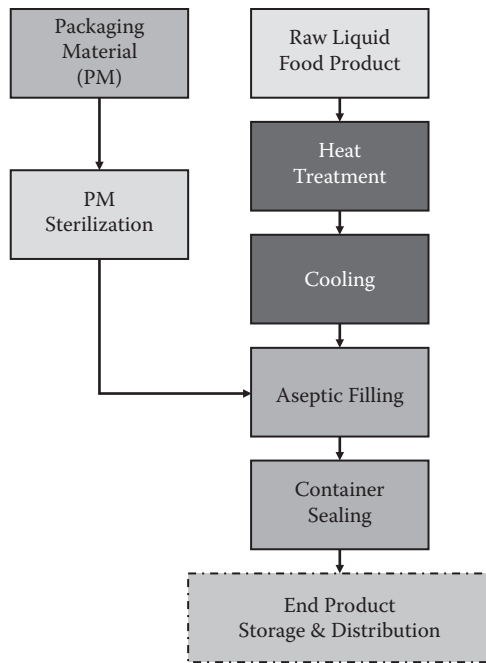 Packaging
Material
(PM)
Raw Liquid
Food Product
Heat
Treatment
PM
Sterilization
Cooling
Aseptic Filling
Container
Sealing
End Product
Storage & Distribution